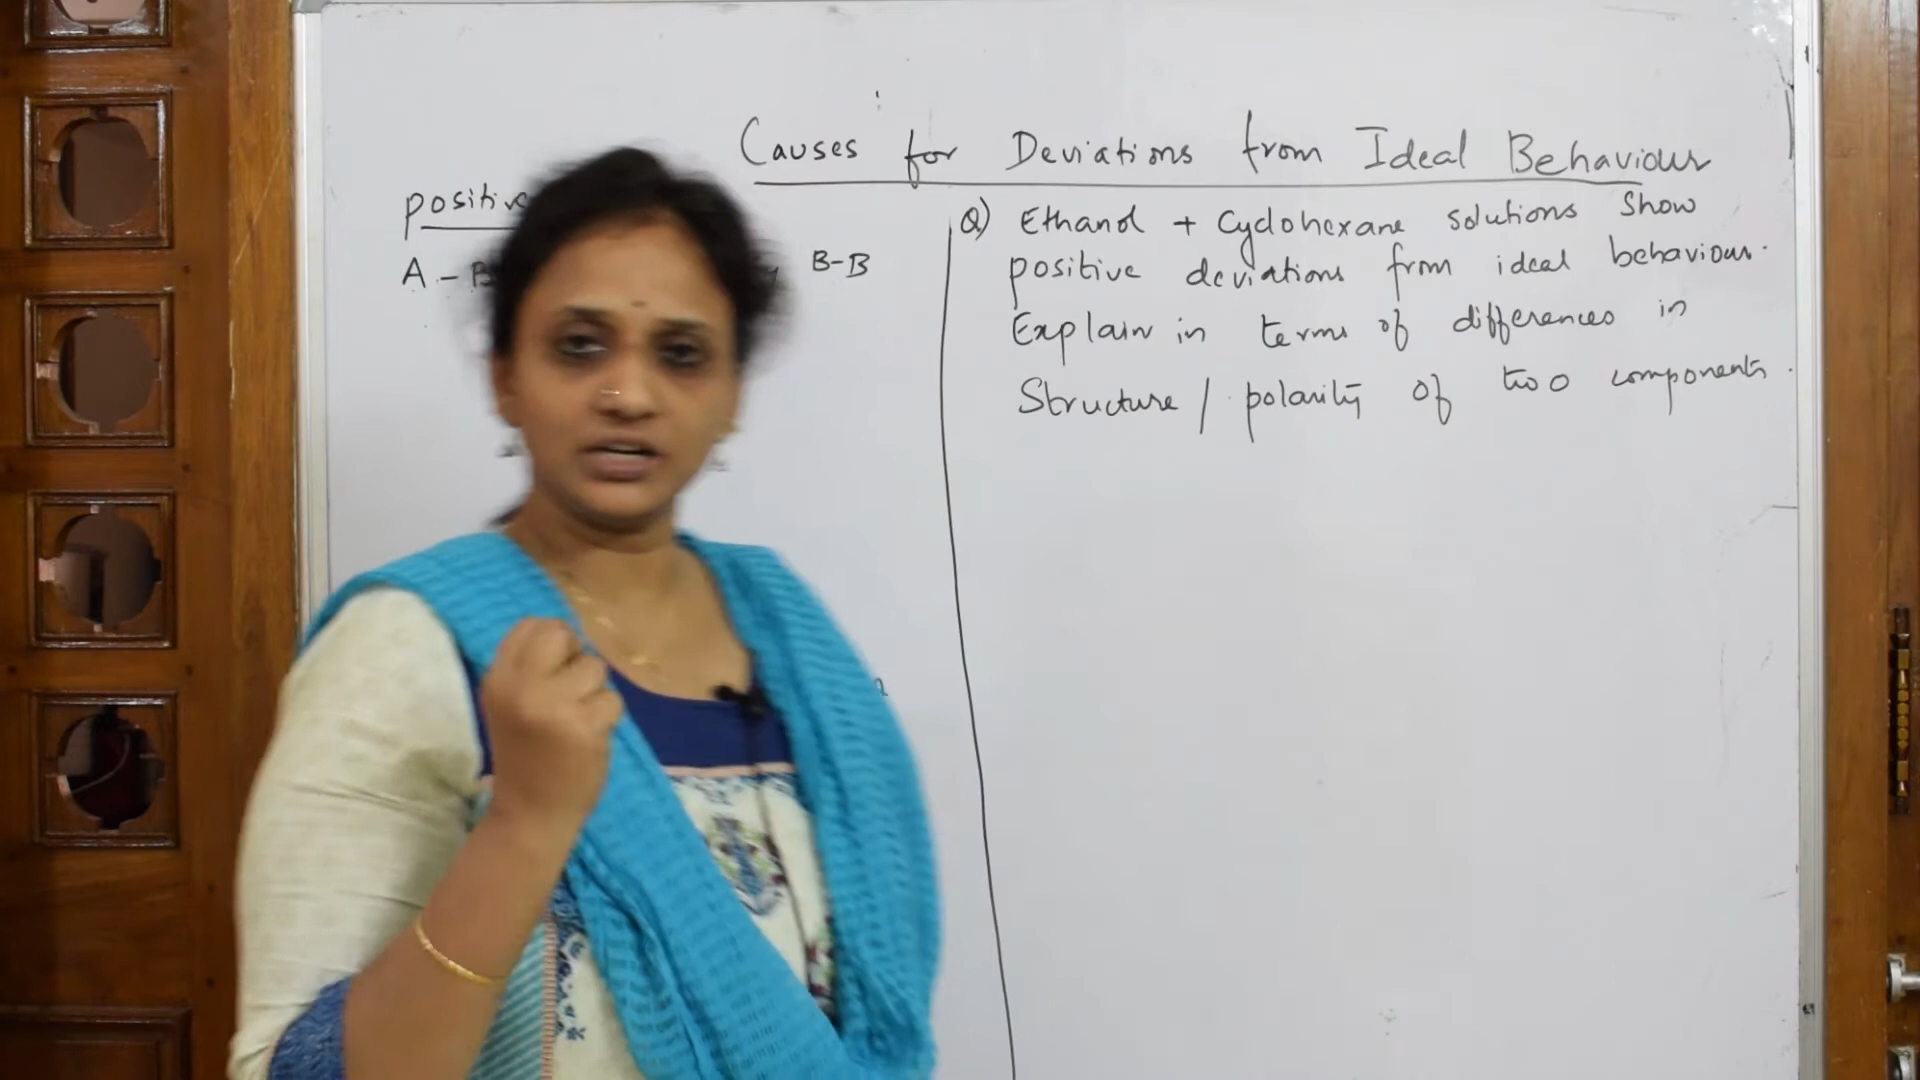 Causes for Deviations from Ideal Behaviour
positive
A - B B-B
Q) Ethanol + Cyclohexane solutions show
positive deviations from ideal behaviour.
Explain in terms of differences in
Structure / polarity of two components.